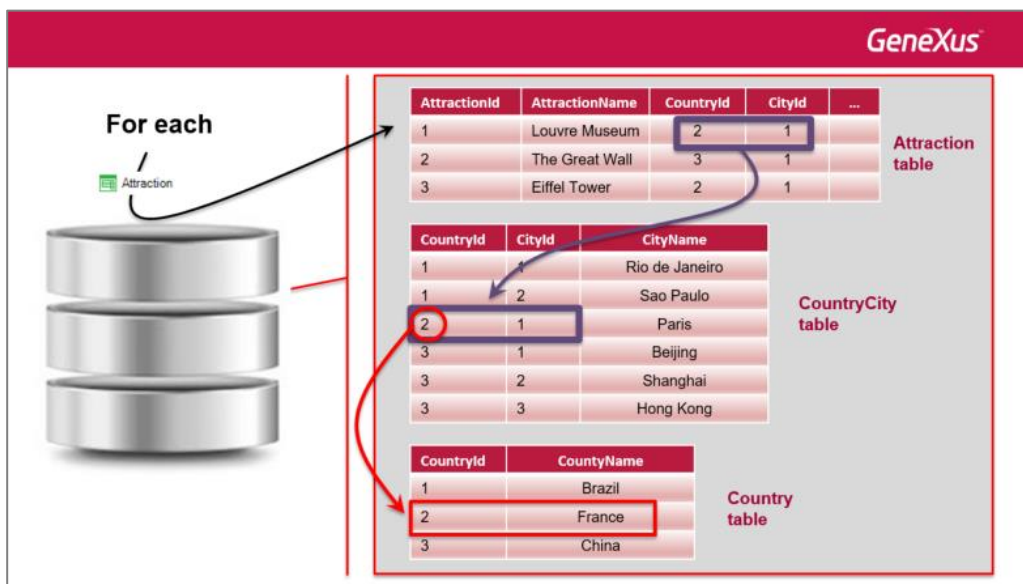 GeneXus
For each
Attraction
AttractionId AttractionName CountryId CityId ...
1 Louvre Museum 2 1
2 The Great Wall 3 1
3 Eiffel Tower 2 1
Attraction
table
CountryId CityId CityName
1 1 Rio de Janeiro
1 2 Sao Paulo
2 1 Paris
3 1 Beijing
3 2 Shanghai
3 3 Hong Kong
CountryCity
table
CountryId CountyName
1 Brazil
2 France
3 China
Country
table